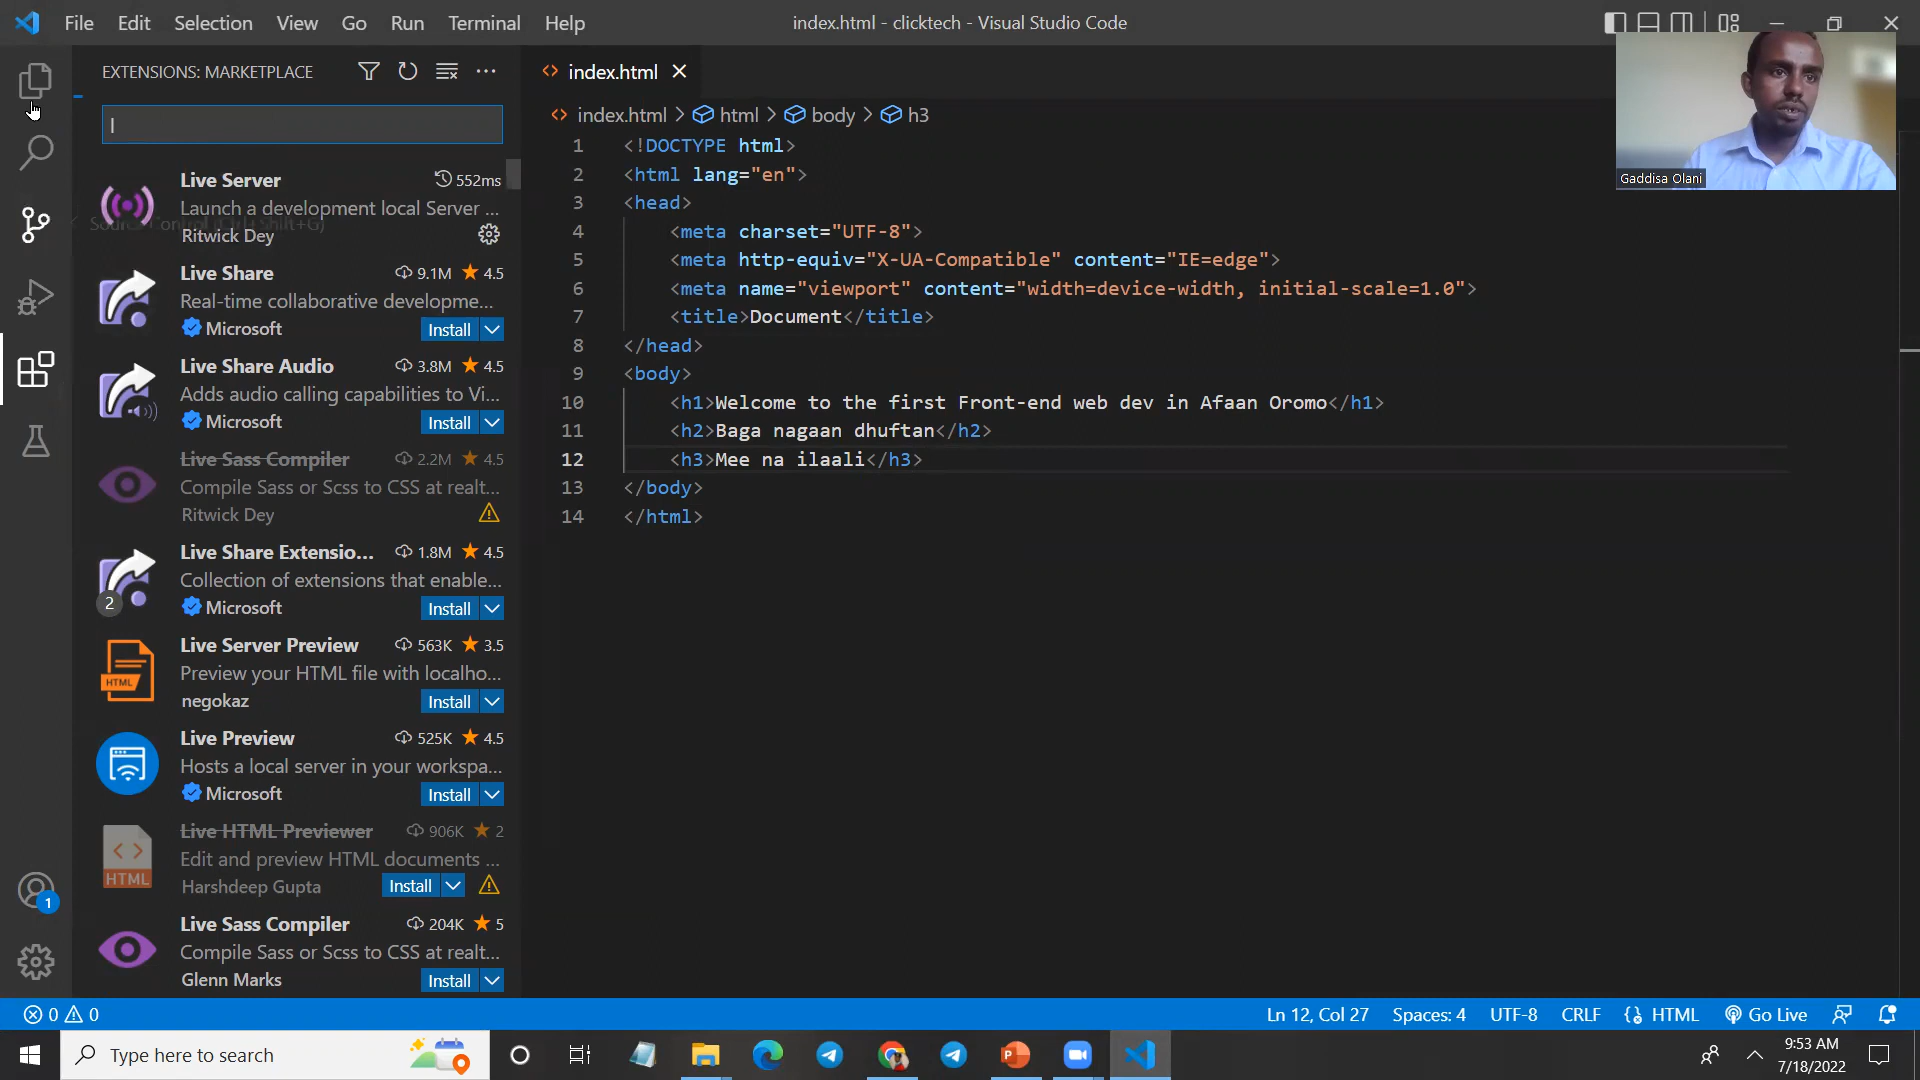 File Edit Selection View Go Run Terminal Help
index.html - clicktech - Visual Studio Code
EXTENSIONS: MARKETPLACE
index.html
Gaddisa Olani
l
Live Server 552ms
Launch a development local Server ...
Source Control (Ctrl+Shift+G)
Ritwick Dey
Live Share 9.1M 4.5
Real-time collaborative developme...
Microsoft Install
Live Share Audio 3.8M 4.5
Adds audio calling capabilities to Vi...
Microsoft Install
Live Sass Compiler 2.2M 4.5
Compile Sass or Scss to CSS at realt...
Ritwick Dey
Live Share Extensio... 1.8M 4.5
Collection of extensions that enable...
2 Microsoft Install
Live Server Preview 563K 3.5
Preview your HTML file with localho...
HTML
negokaz Install
Live Preview 525K 4.5
Hosts a local server in your workspa...
Microsoft Install
Live HTML Previewer 906K 2
Edit and preview HTML documents ...
HTML
Harshdeep Gupta Install
Live Sass Compiler 204K 5
Compile Sass or Scss to CSS at realt...
Glenn Marks Install
1
index.html > html > body > h3
1 <!DOCTYPE html>
2 <html lang="en">
3 <head>
4 <meta charset="UTF-8">
5 <meta http-equiv="X-UA-Compatible" content="IE=edge">
6 <meta name="viewport" content="width=device-width, initial-scale=1.0">
7 <title>Document</title>
8 </head>
9 <body>
10 <h1>Welcome to the first Front-end web dev in Afaan Oromo</h1>
11 <h2>Baga nagaan dhuftan</h2>
12 <h3>Mee na ilaali</h3>
13 </body>
14 </html>
0 0
Ln 12, Col 27 Spaces: 4 UTF-8 CRLF HTML Go Live
Type here to search
9:53 AM
7/18/2022